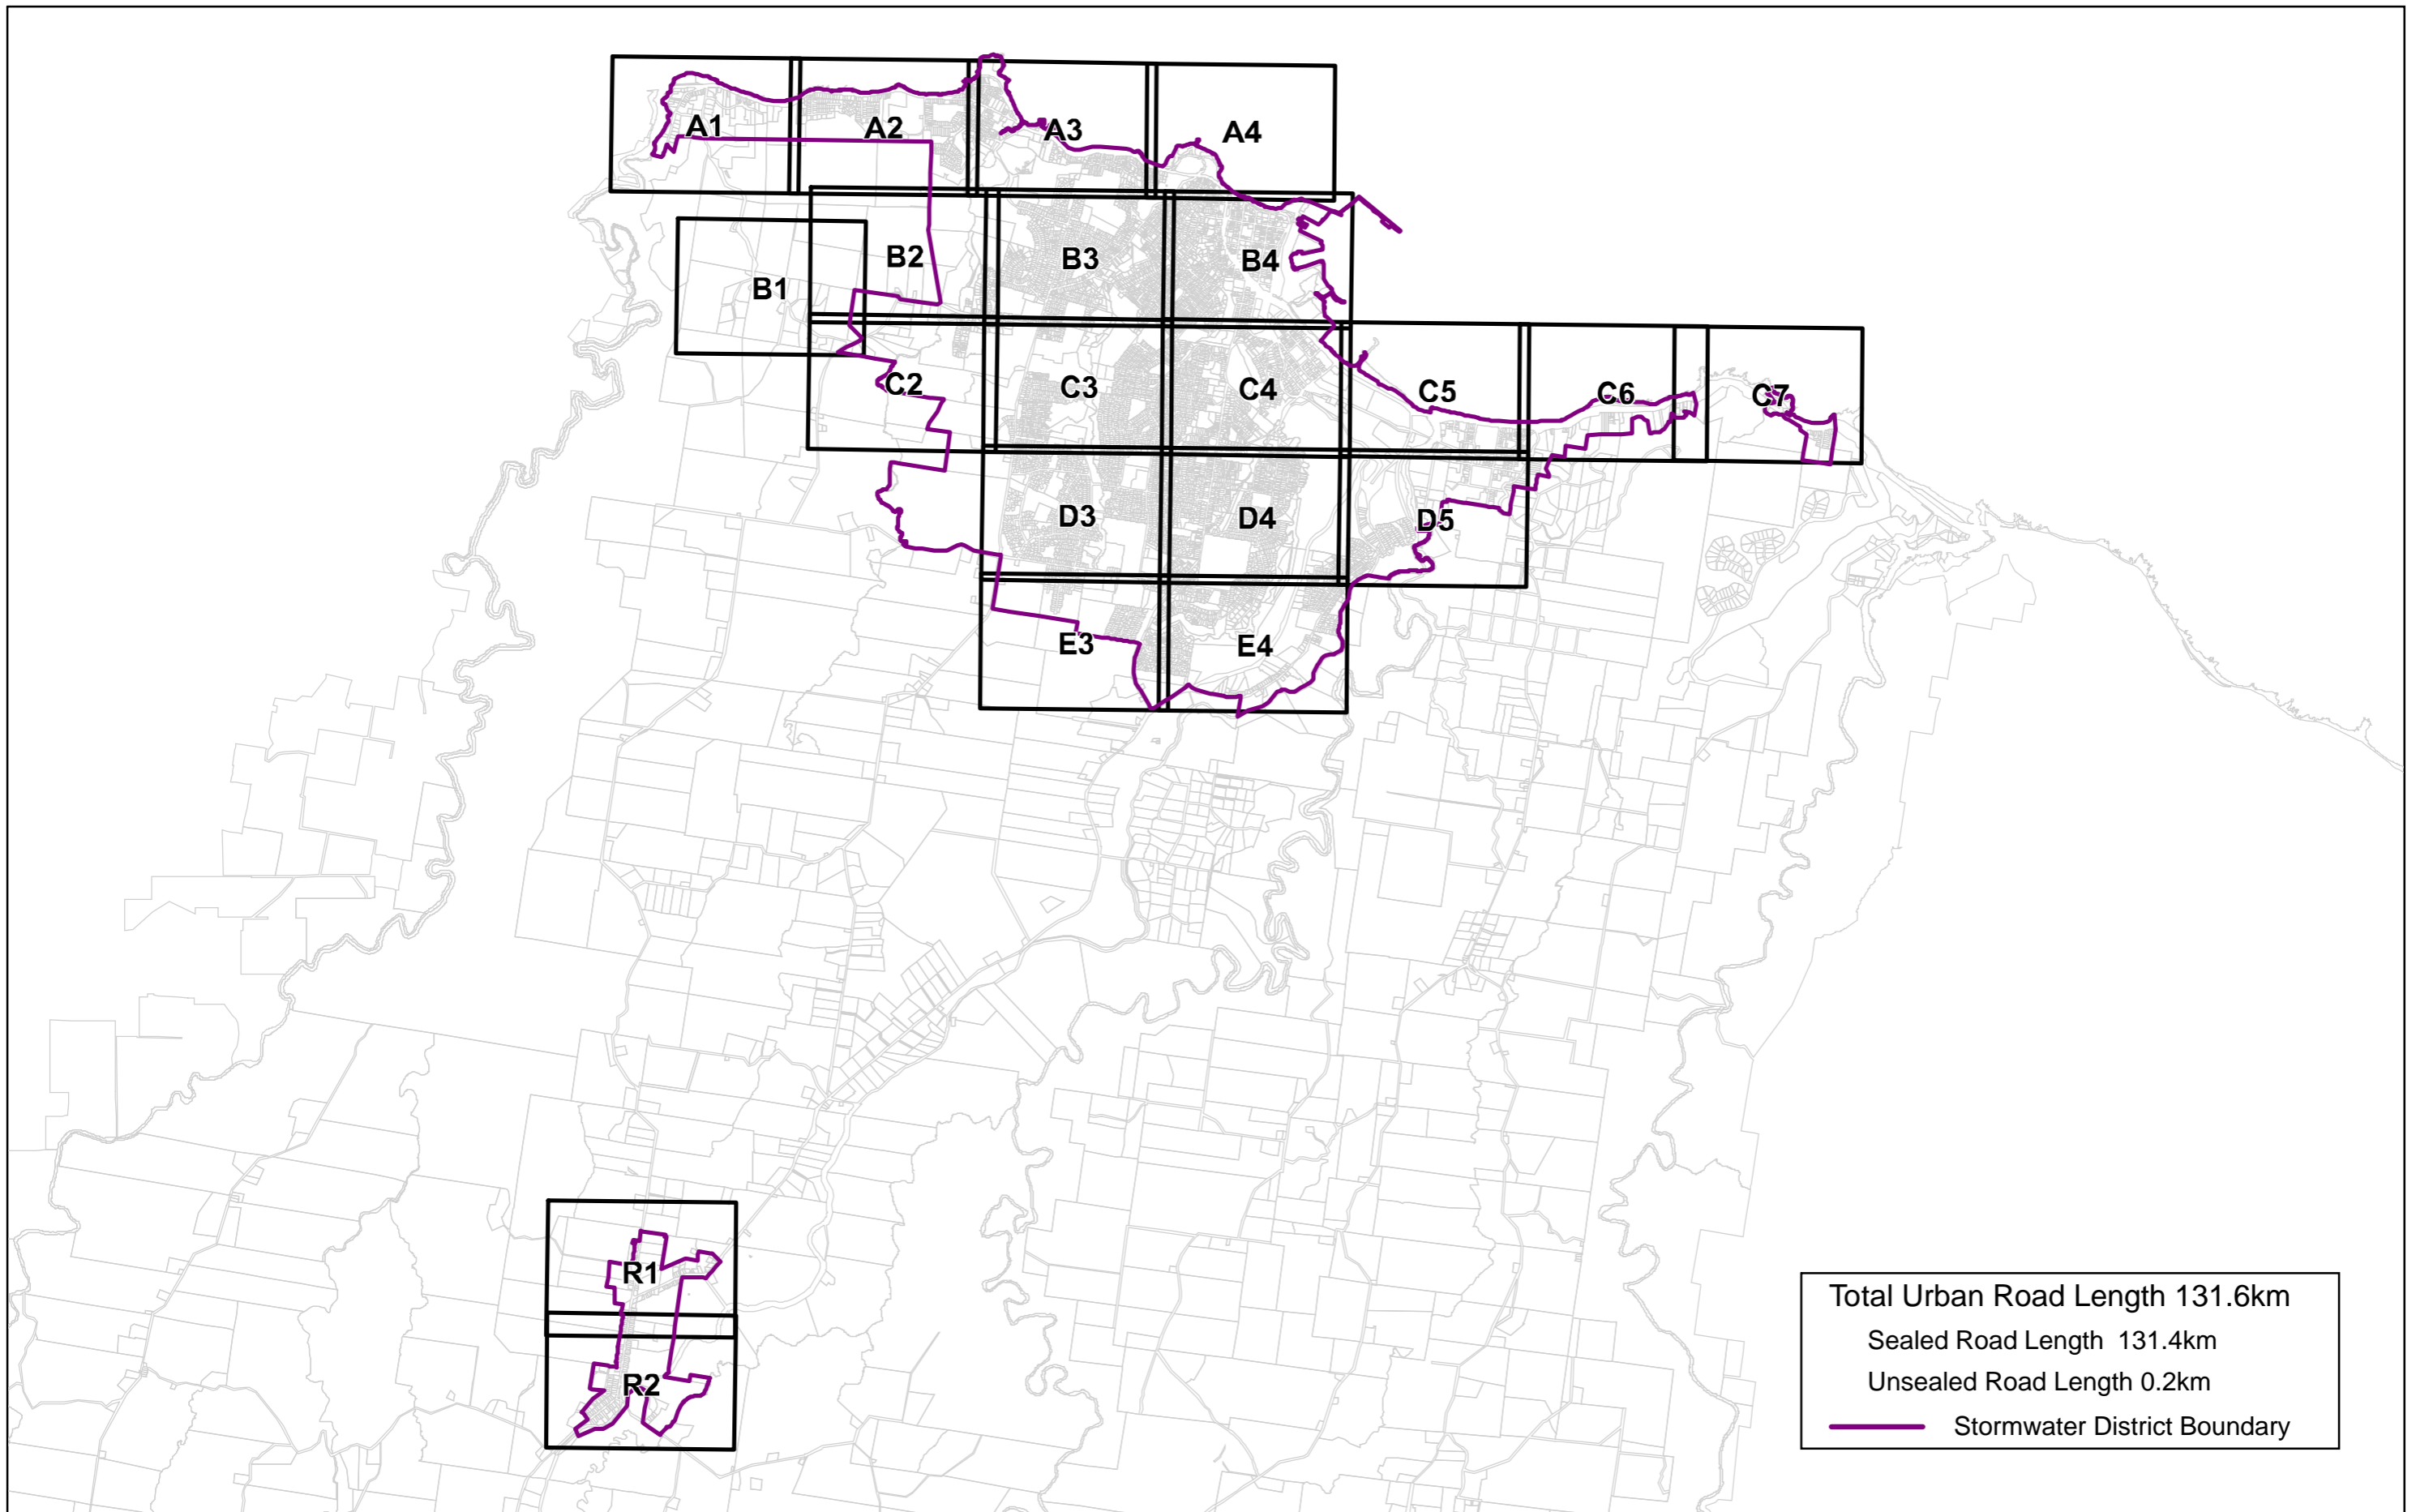 A1
A2
A3
A4
B1
B2
B3
B4
C2
C3
C4
C5
C6
C7
D3
D4
D5
E3
E4
R1
R2
Total Urban Road Length 131.6km
Sealed Road Length 131.4km
Unsealed Road Length 0.2km
Stormwater District Boundary